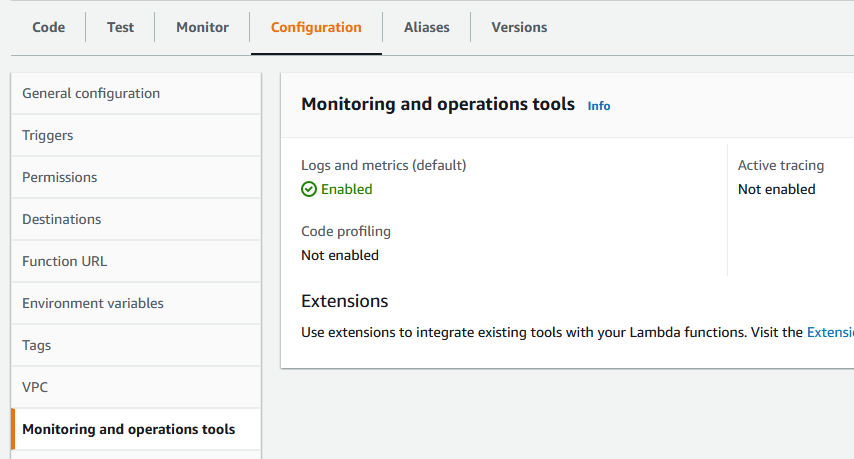 Code Test Monitor Configuration Aliases Versions
General configuration
Triggers
Permissions
Destinations
Function URL
Environment variables
Tags
VPC
Monitoring and operations tools
Monitoring and operations tools Info
Logs and metrics (default)
Enabled
Active tracing
Not enabled
Code profiling
Not enabled
Extensions
Use extensions to integrate existing tools with your Lambda functions. Visit the Extensi